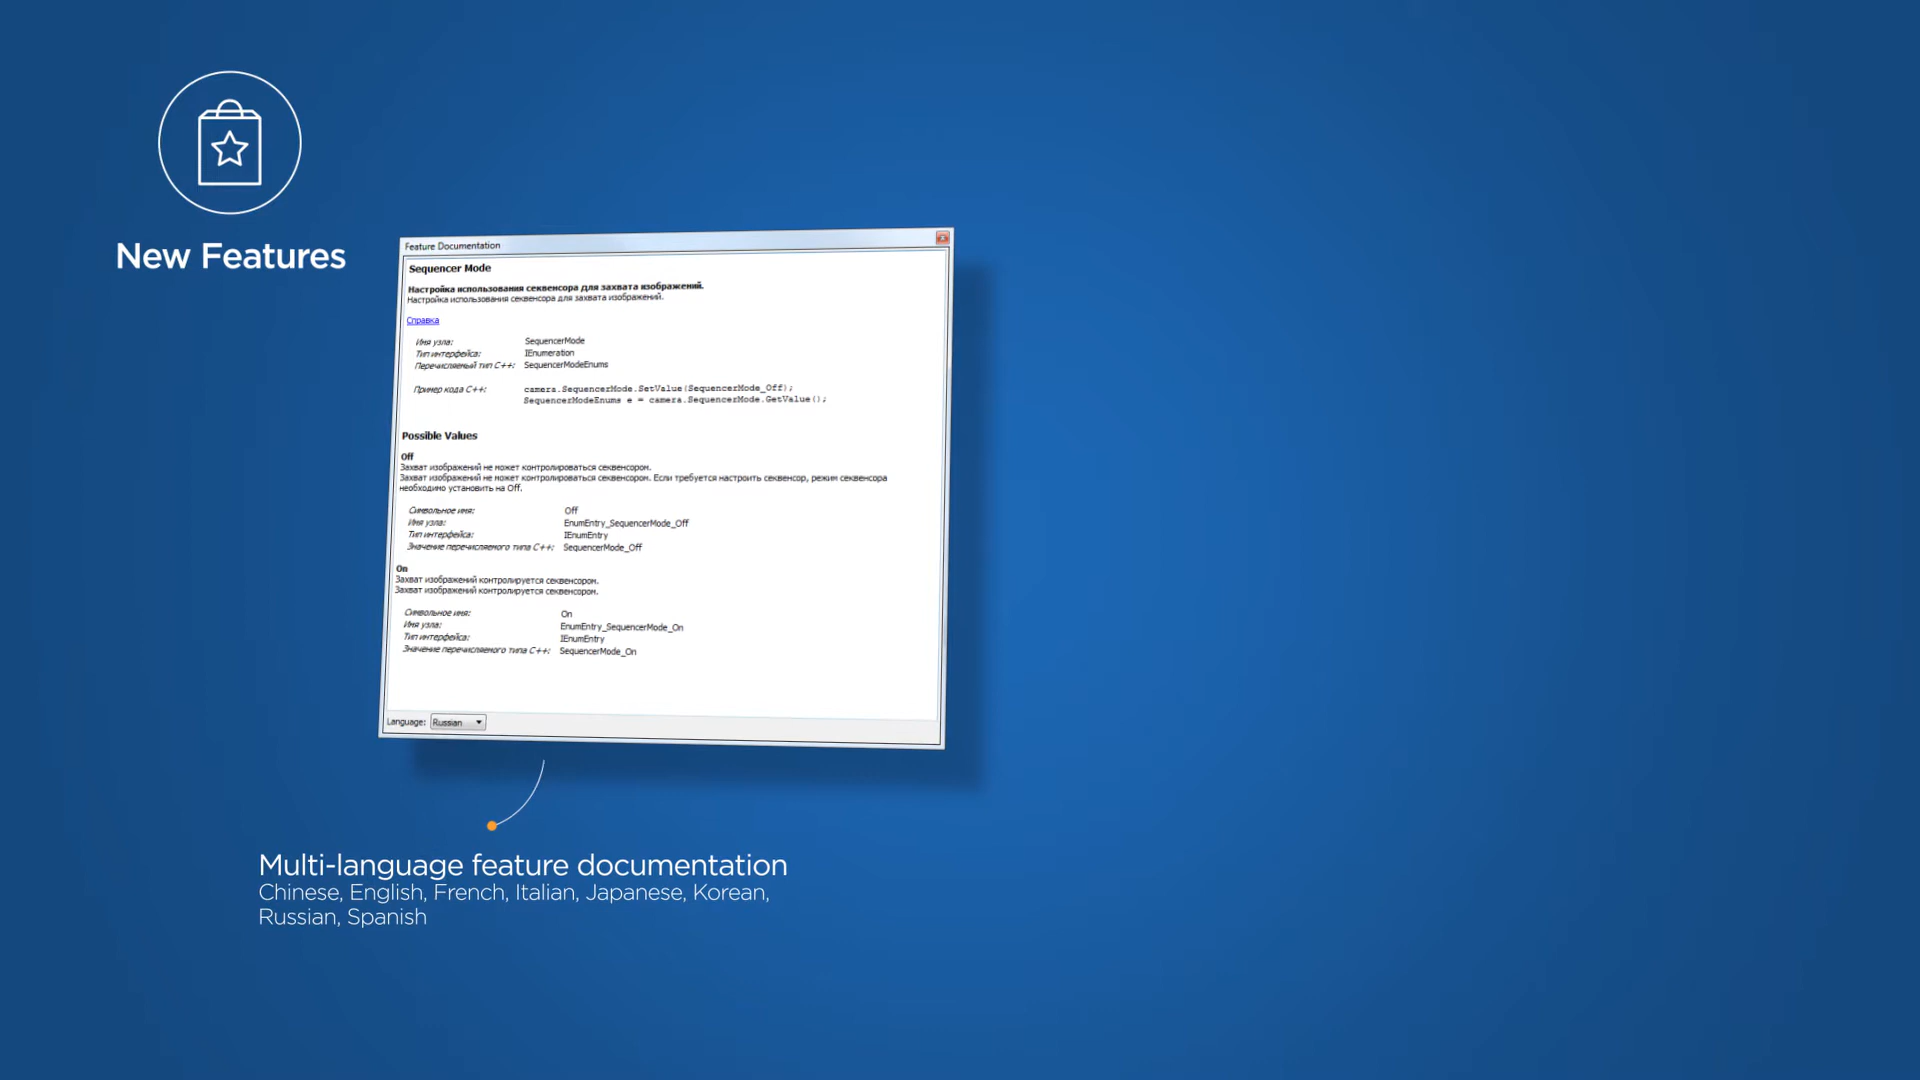 New Features
Feature Documentation
Sequencer Mode
Настройка использования секвенсора для захвата изображений.
Настройка использования секвенсора для захвата изображений.
Справка
Имя узла: SequencerMode
Тип интерфейса: IEnumeration
Перечисляемый тип C++: SequencerModeEnums
Пример кода C++: camera.SequencerMode.SetValue(SequencerMode_Off);
SequencerModeEnums e = camera.SequencerMode.GetValue();
Possible Values
Off
Захват изображений не может контролироваться секвенсором.
Захват изображений не может контролироваться секвенсором. Если требуется настроить секвенсор, режим секвенсора
необходимо установить на Off.
Символьное имя: Off
Имя узла: EnumEntry_SequencerMode_Off
Тип интерфейса: IEnumEntry
Значение перечисляемого типа C++: SequencerMode_Off
On
Захват изображений контролируется секвенсором.
Захват изображений контролируется секвенсором.
Символьное имя: On
Имя узла: EnumEntry_SequencerMode_On
Тип интерфейса: IEnumEntry
Значение перечисляемого типа C++: SequencerMode_On
Language: Russian
Multi-language feature documentation
Chinese, English, French, Italian, Japanese, Korean,
Russian, Spanish